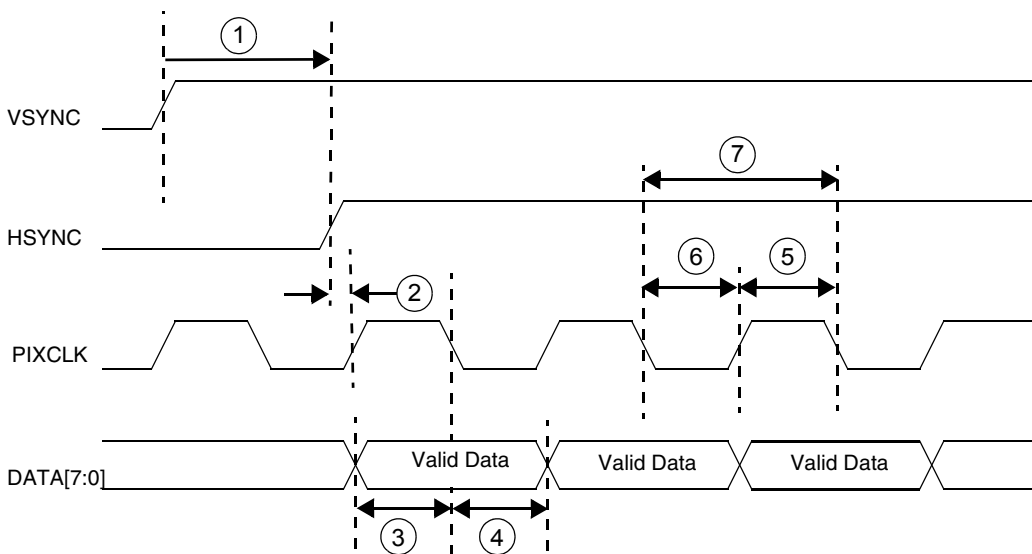 1
VSYNC
7
HSYNC
6 5
2
PIXCLK
DATA[7:0] Valid Data Valid Data Valid Data
3 4